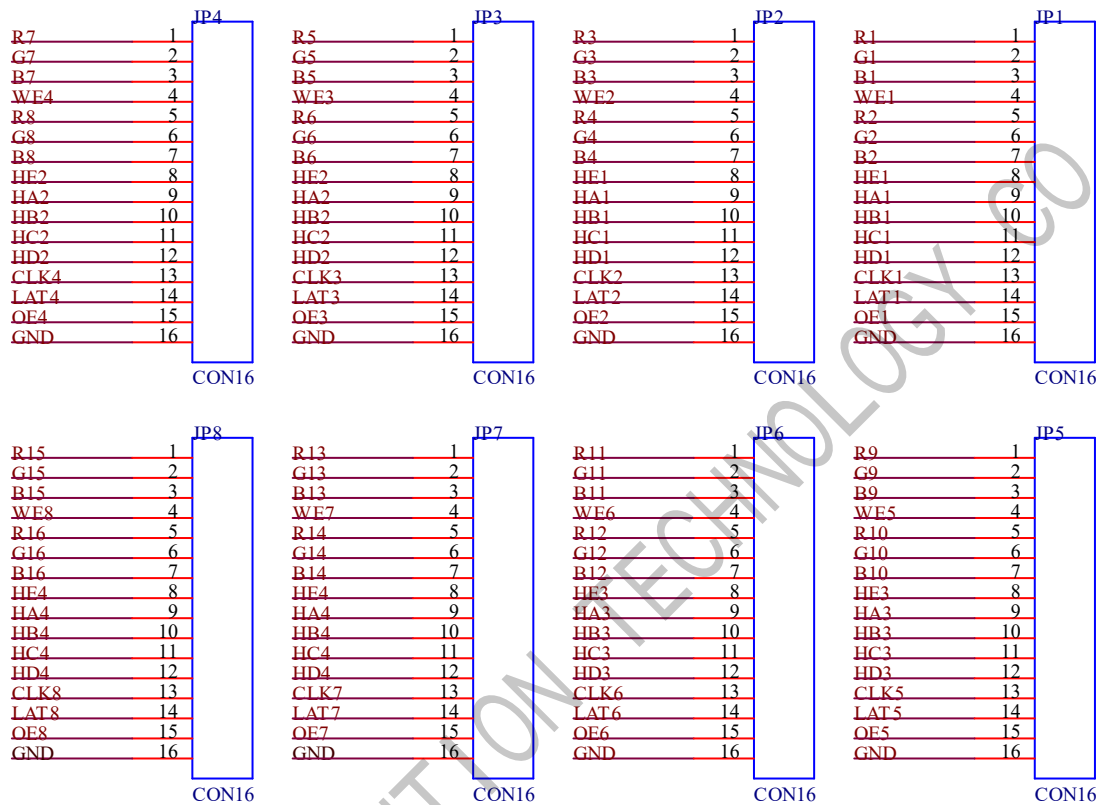 JP4
R7 1
G7 2
B7 3
WE4 4
R8 5
G8 6
B8 7
HE2 8
HA2 9
HB2 10
HC2 11
HD2 12
CLK4 13
LAT4 14
OE4 15
GND 16
CON16
JP3
R5 1
G5 2
B5 3
WE3 4
R6 5
G6 6
B6 7
HE2 8
HA2 9
HB2 10
HC2 11
HD2 12
CLK3 13
LAT3 14
OE3 15
GND 16
CON16
JP2
R3 1
G3 2
B3 3
WE2 4
R4 5
G4 6
B4 7
HE1 8
HA1 9
HB1 10
HC1 11
HD1 12
CLK2 13
LAT2 14
OE2 15
GND 16
CON16
JP1
R1 1
G1 2
B1 3
WE1 4
R2 5
G2 6
B2 7
HE1 8
HA1 9
HB1 10
HC1 11
HD1 12
CLK1 13
LAT1 14
OE1 15
GND 16
CON16
JP8
R15 1
G15 2
B15 3
WE8 4
R16 5
G16 6
B16 7
HE4 8
HA4 9
HB4 10
HC4 11
HD4 12
CLK8 13
LAT8 14
OE8 15
GND 16
CON16
JP7
R13 1
G13 2
B13 3
WE7 4
R14 5
G14 6
B14 7
HE4 8
HA4 9
HB4 10
HC4 11
HD4 12
CLK7 13
LAT7 14
OE7 15
GND 16
CON16
JP6
R11 1
G11 2
B11 3
WE6 4
R12 5
G12 6
B12 7
HE3 8
HA3 9
HB3 10
HC3 11
HD3 12
CLK6 13
LAT6 14
OE6 15
GND 16
CON16
JP5
R9 1
G9 2
B9 3
WE5 4
R10 5
G10 6
B10 7
HE3 8
HA3 9
HB3 10
HC3 11
HD3 12
CLK5 13
LAT5 14
OE5 15
GND 16
CON16
TECHNOLOGY CO